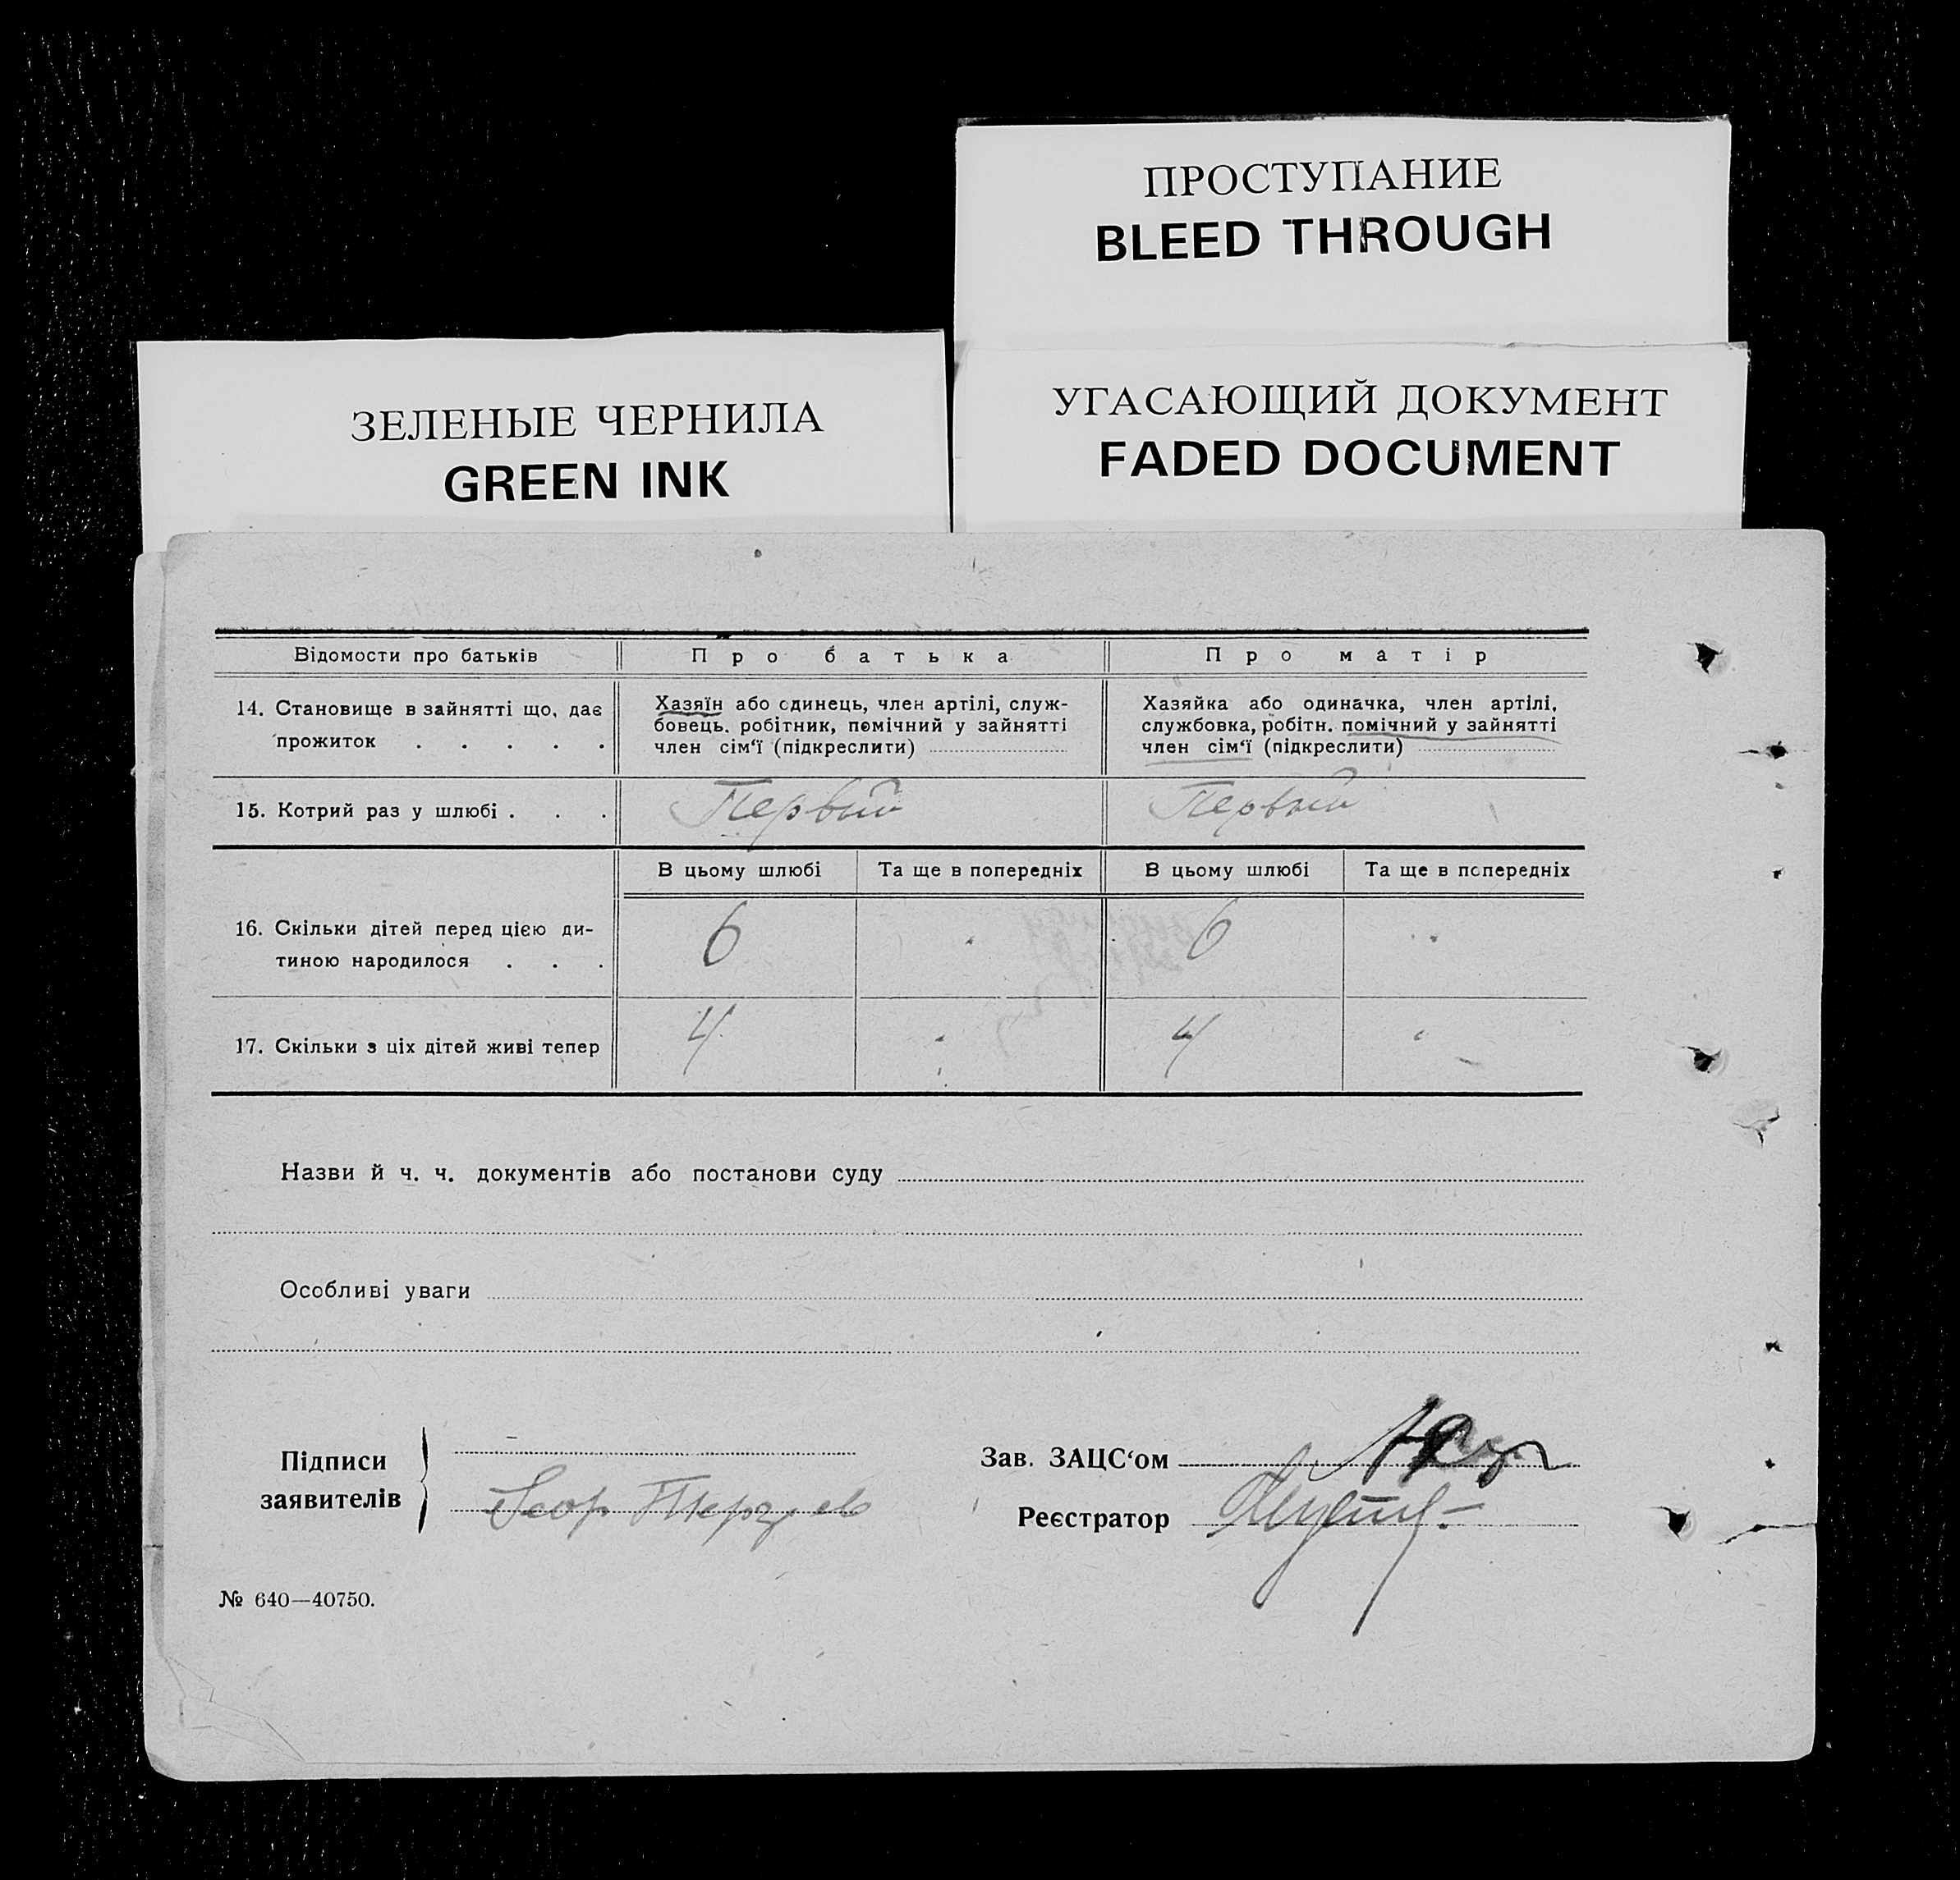 ПРОСТУПАНИЕ
BLEED THROUGH
ЗЕЛЕНЫЕ ЧЕРНИЛА
GREEN INK
УГАСАЮЩИЙ ДОКУМЕНТ
FADED DOCUMENT
Відомости про батьків
Про батька
Про матір
14. Становище в зайнятті що, дає
прожиток . . . . .
Хазяїн або одинець, член артілі, служ-
бовець, робітник, помічний у зайнятті
член сім‘ї (підкреслити)
Хазяйка або одиначка, член артілі,
службовка, робітн. помічний у зайнятті
член сім‘ї (підкреслити)
15. Котрий раз у шлюбі . . .
Первый
Первый
В цьому шлюбі
Та ще в попередніх
В цьому шлюбі
Та ще в попередніх
16. Скільки дітей перед цією ди-
тиною народилося . . .
6
6
17. Скільки з ціх дітей живі тепер
4
4
Назви й ч. ч. документів або постанови суду
Особливі уваги
Підписи
заявителів
Зав. ЗАЦС‘ом
Реєстратор
№ 640—40750.